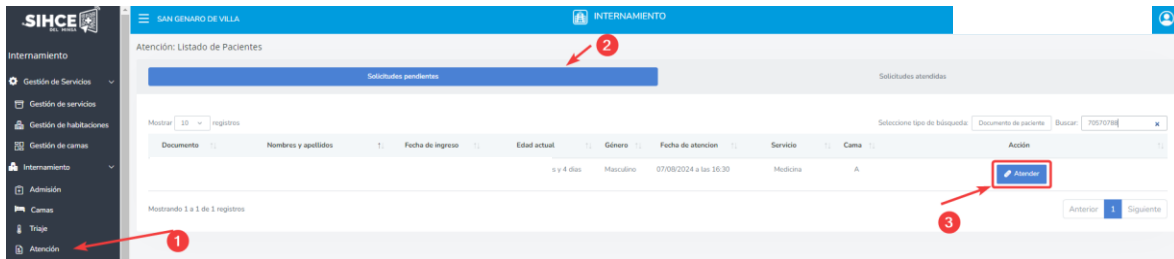 SIHCE
DEL MINSA
SAN GENARO DE VILLA
INTERNAMIENTO
Internamiento
Gestión de Servicios
Gestión de servicios
Gestión de habitaciones
Gestión de camas
Internamiento
Admisión
Camas
Triaje
Atención
1
Atención: Listado de Pacientes
2
Solicitudes pendientes
Solicitudes atendidas
Mostrar 10 registros
Seleccione tipo de búsqueda: Documento de paciente Buscar: 70570788 x
Documento Nombres y apellidos Fecha de ingreso Edad actual Género Fecha de atencion Servicio Cama Acción
s y 4 dias Masculino 07/08/2024 a las 16:30 Medicina A Atender
3
Mostrando 1 a 1 de 1 registros
Anterior 1 Siguiente